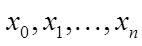 x₀, x₁, …, xₙ